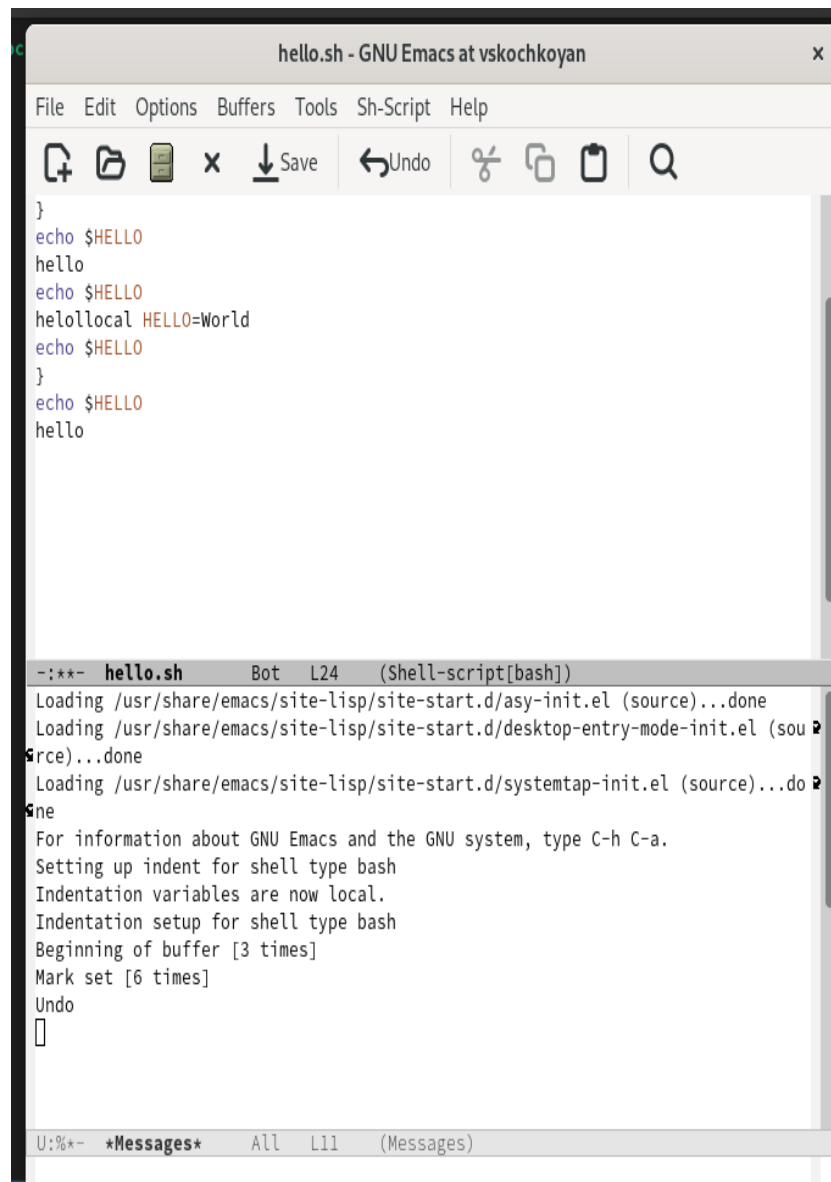 hello.sh - GNU Emacs at vskochkoyan
File Edit Options Buffers Tools Sh-Script Help
Save Undo
}
echo $HELLO
hello
echo $HELLO
helollocal HELLO=World
echo $HELLO
}
echo $HELLO
hello
-:**- hello.sh Bot L24 (Shell-script[bash])
Loading /usr/share/emacs/site-lisp/site-start.d/asy-init.el (source)...done
Loading /usr/share/emacs/site-lisp/site-start.d/desktop-entry-mode-init.el (sou
rce)...done
Loading /usr/share/emacs/site-lisp/site-start.d/systemtap-init.el (source)...do
ne
For information about GNU Emacs and the GNU system, type C-h C-a.
Setting up indent for shell type bash
Indentation variables are now local.
Indentation setup for shell type bash
Beginning of buffer [3 times]
Mark set [6 times]
Undo
U:%*- *Messages* All L11 (Messages)